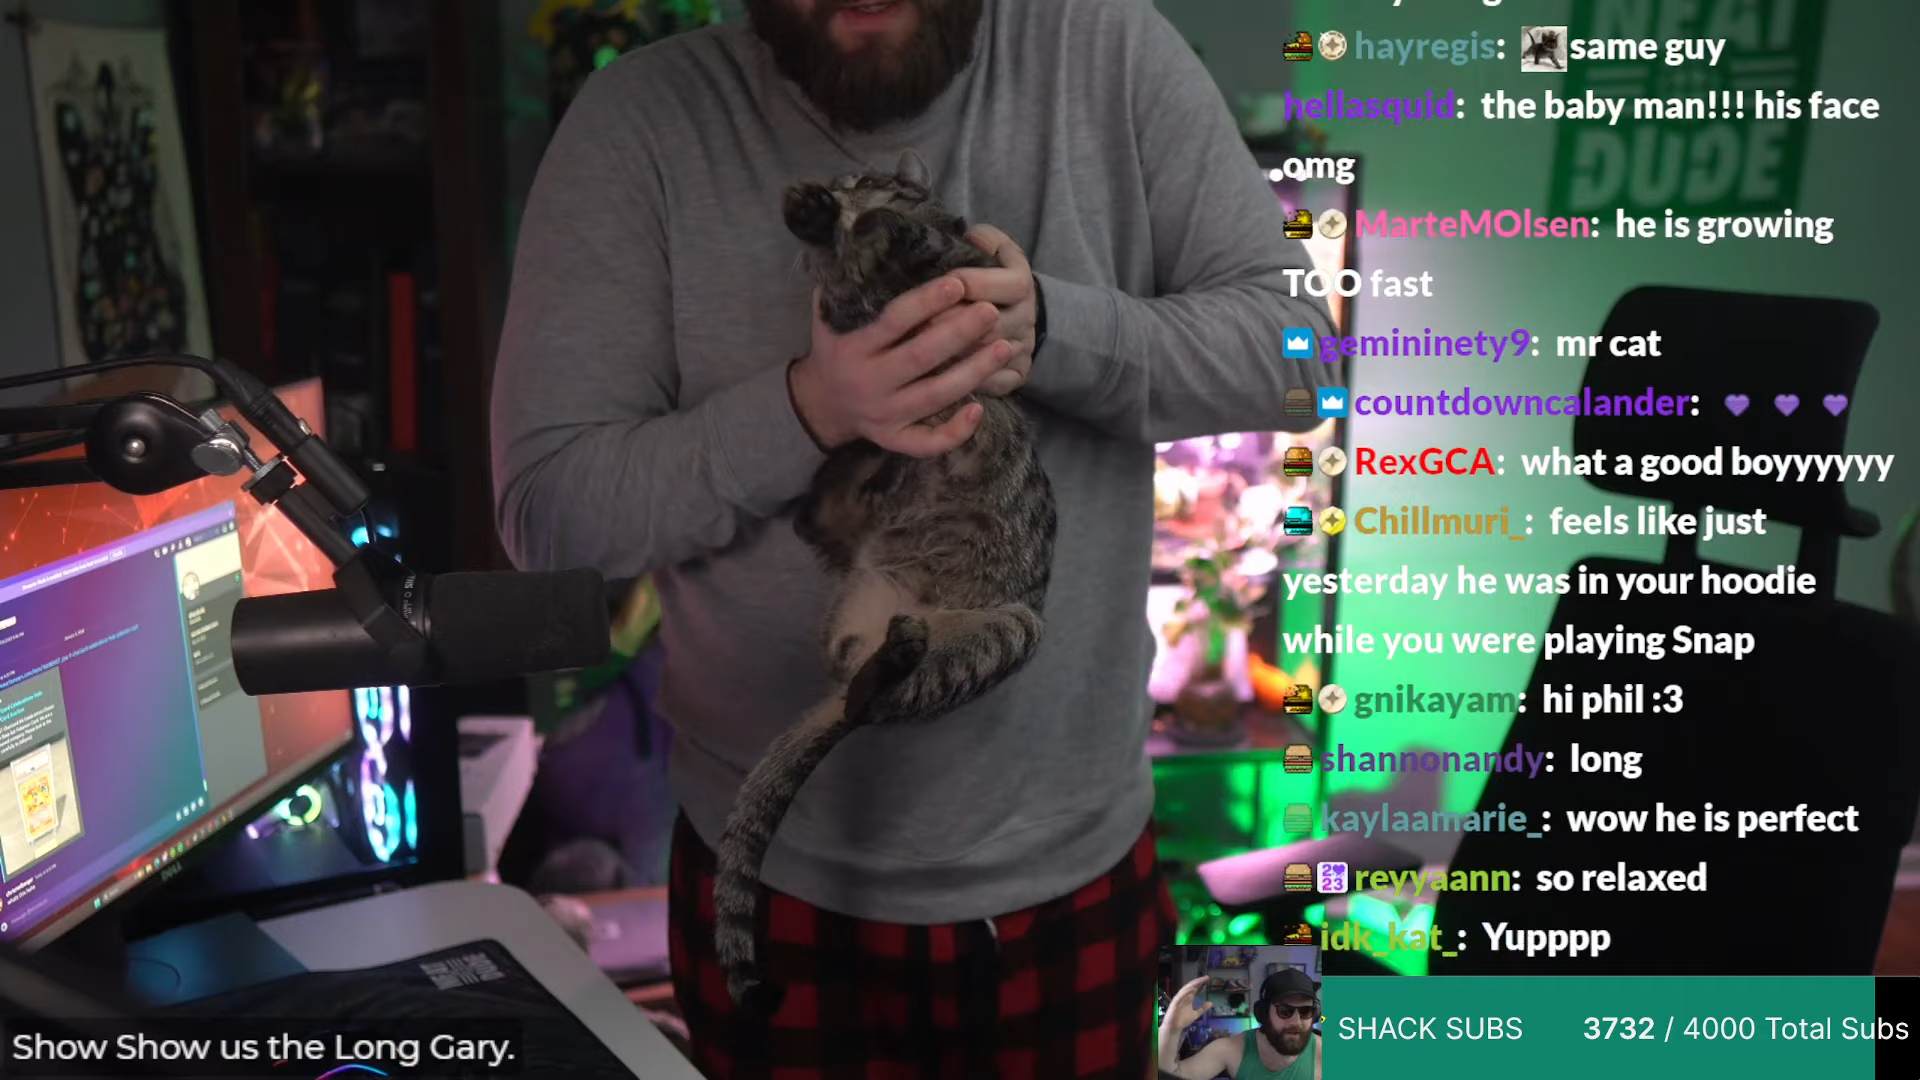 NEAT
DUDE
hayregis: same guy
hellasquid: the baby man!!! his face
omg
MarteMOlsen: he is growing
TOO fast
gemininety9: mr cat
countdowncalander:
RexGCA: what a good boyyyyyy
Chillmuri_: feels like just
yesterday he was in your hoodie
while you were playing Snap
gnikayam: hi phil :3
shannonandy: long
kaylaamarie_: wow he is perfect
reyyaann: so relaxed
idk_kat_: Yupppp
Show Show us the Long Gary.
SHACK SUBS 3732 / 4000 Total Subs
DELL